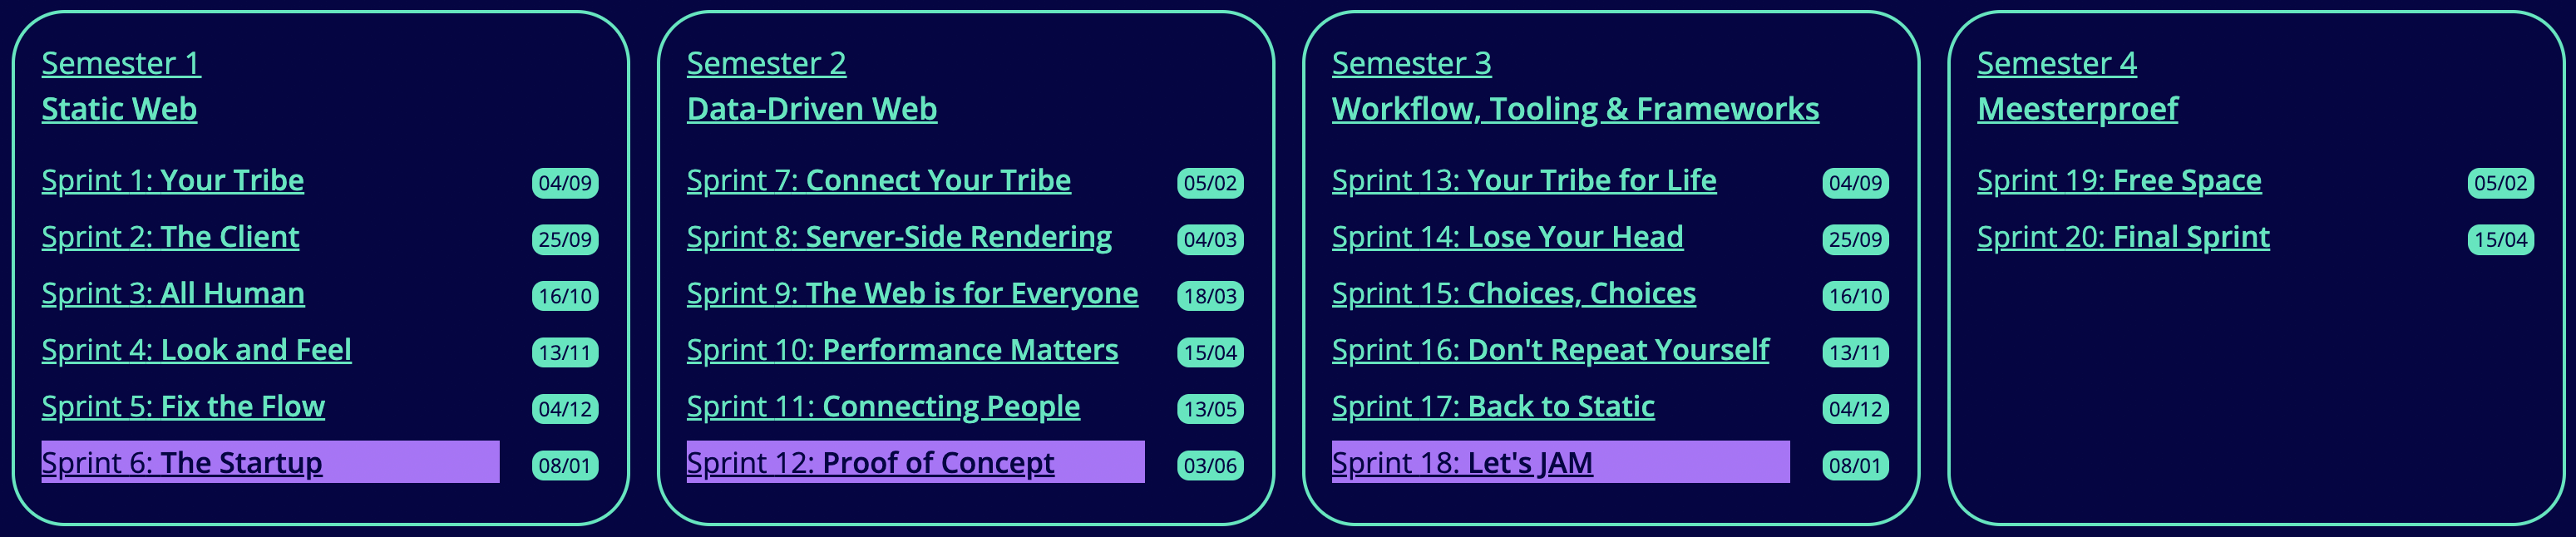 Semester 1
Static Web
Sprint 1: Your Tribe 04/09
Sprint 2: The Client 25/09
Sprint 3: All Human 16/10
Sprint 4: Look and Feel 13/11
Sprint 5: Fix the Flow 04/12
Sprint 6: The Startup 08/01
Semester 2
Data-Driven Web
Sprint 7: Connect Your Tribe 05/02
Sprint 8: Server-Side Rendering 04/03
Sprint 9: The Web is for Everyone 18/03
Sprint 10: Performance Matters 15/04
Sprint 11: Connecting People 13/05
Sprint 12: Proof of Concept 03/06
Semester 3
Workflow, Tooling & Frameworks
Sprint 13: Your Tribe for Life 04/09
Sprint 14: Lose Your Head 25/09
Sprint 15: Choices, Choices 16/10
Sprint 16: Don't Repeat Yourself 13/11
Sprint 17: Back to Static 04/12
Sprint 18: Let's JAM 08/01
Semester 4
Meesterproef
Sprint 19: Free Space 05/02
Sprint 20: Final Sprint 15/04